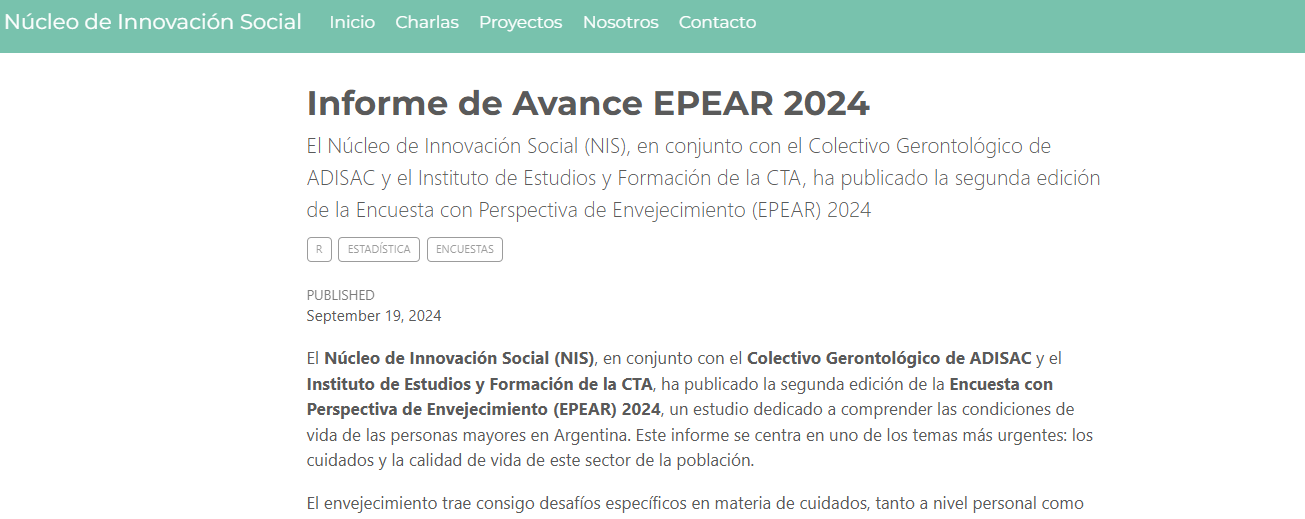 Núcleo de Innovación Social Inicio Charlas Proyectos Nosotros Contacto
Informe de Avance EPEAR 2024
El Núcleo de Innovación Social (NIS), en conjunto con el Colectivo Gerontológico de
ADISAC y el Instituto de Estudios y Formación de la CTA, ha publicado la segunda edición
de la Encuesta con Perspectiva de Envejecimiento (EPEAR) 2024
R ESTADÍSTICA ENCUESTAS
PUBLISHED
September 19, 2024
El Núcleo de Innovación Social (NIS), en conjunto con el Colectivo Gerontológico de ADISAC y el
Instituto de Estudios y Formación de la CTA, ha publicado la segunda edición de la Encuesta con
Perspectiva de Envejecimiento (EPEAR) 2024, un estudio dedicado a comprender las condiciones de
vida de las personas mayores en Argentina. Este informe se centra en uno de los temas más urgentes: los
cuidados y la calidad de vida de este sector de la población.
El envejecimiento trae consigo desafíos específicos en materia de cuidados, tanto a nivel personal como